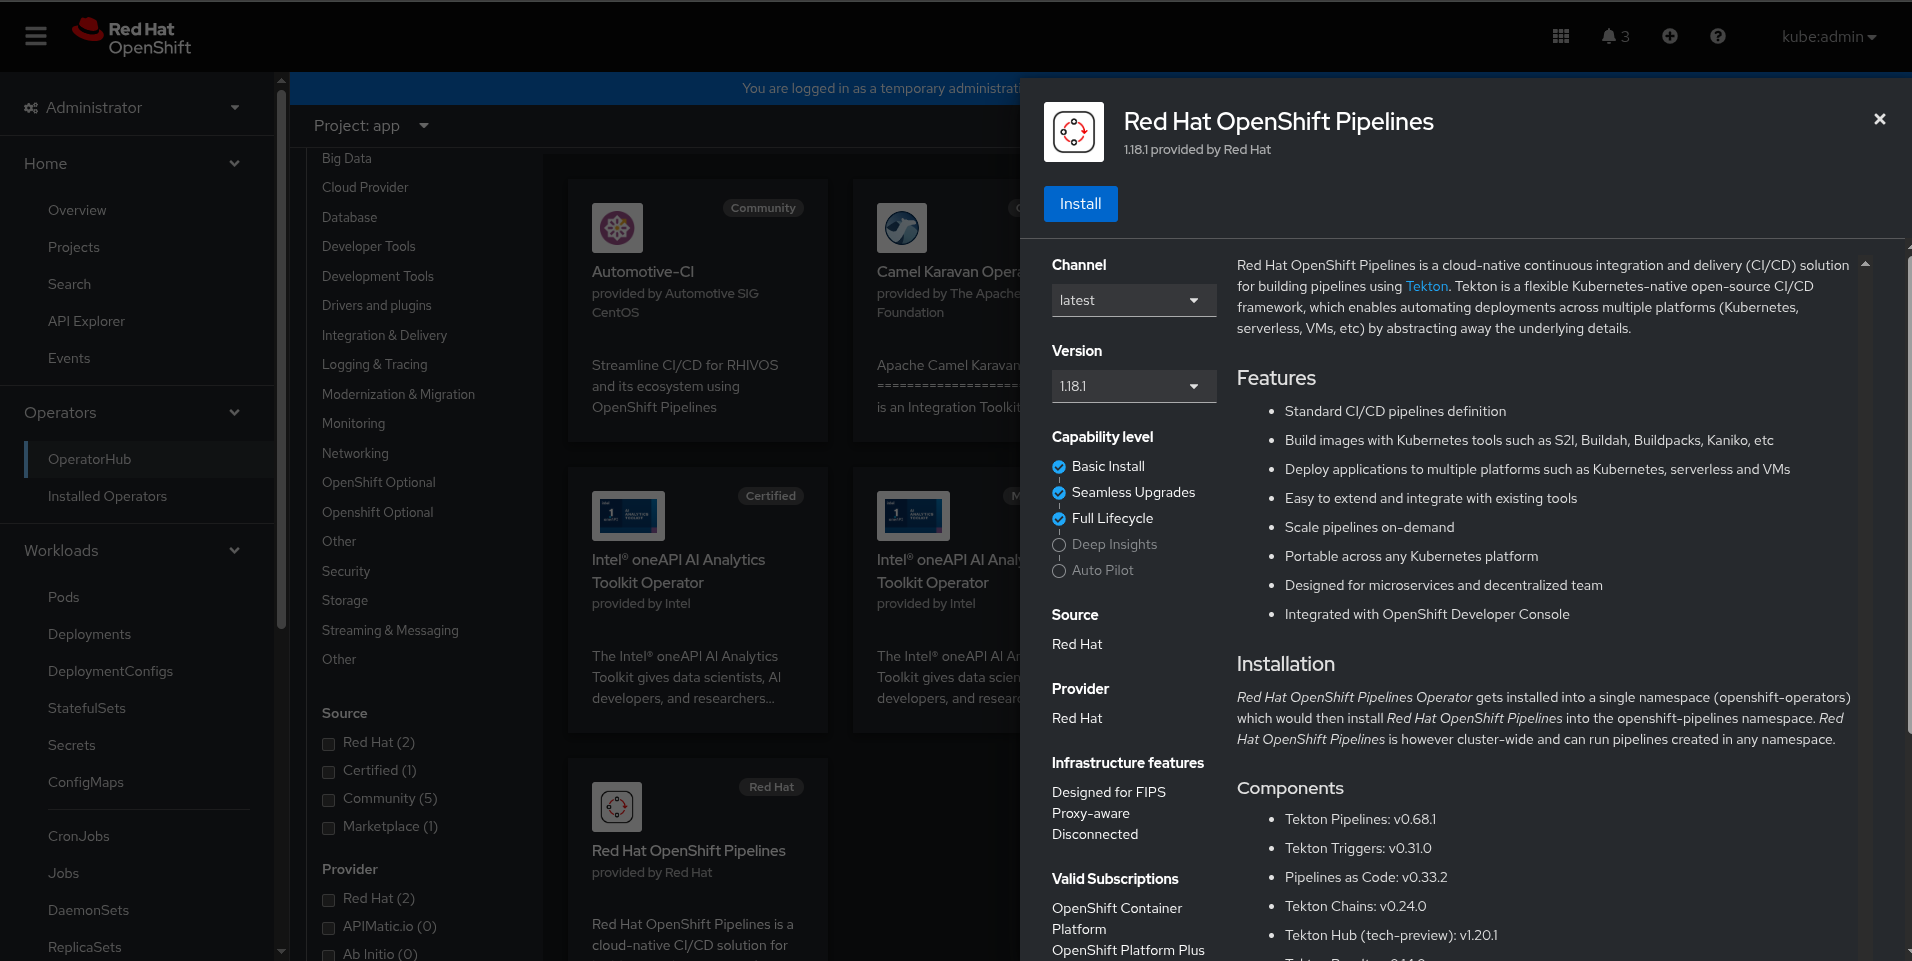 Red Hat
OpenShift
3
kube:admin
Administrator
Home
Overview
Projects
Search
API Explorer
Events
Operators
OperatorHub
Installed Operators
Workloads
Pods
Deployments
DeploymentConfigs
StatefulSets
Secrets
ConfigMaps
CronJobs
Jobs
DaemonSets
ReplicaSets
You are logged in as a temporary administrati
Project: app
Big Data
Cloud Provider
Database
Developer Tools
Development Tools
Drivers and plugins
Integration & Delivery
Logging & Tracing
Modernization & Migration
Monitoring
Networking
OpenShift Optional
Openshift Optional
Other
Security
Storage
Streaming & Messaging
Other
Source
Red Hat (2)
Certified (1)
Community (5)
Marketplace (1)
Provider
Red Hat (2)
APIMatic.io (0)
Ab Initio (0)
Community
Automotive-CI
provided by Automotive SIG
CentOS
Streamline CI/CD for RHIVOS
and its ecosystem using
OpenShift Pipelines
C
Camel Karavan Opera
provided by The Apache
Foundation
Apache Camel Karavan
===================
is an Integration Toolkit
Certified
Intel® oneAPI AI Analytics
Toolkit Operator
provided by Intel
The Intel® oneAPI AI Analytics
Toolkit gives data scientists, AI
developers, and researchers...
M
Intel® oneAPI AI Ana
Toolkit Operator
provided by Intel
The Intel® oneAPI AI Ar
Toolkit gives data scien
developers, and researc
Red Hat
Red Hat OpenShift Pipelines
provided by Red Hat
Red Hat OpenShift Pipelines is a
cloud-native CI/CD solution for
Red Hat OpenShift Pipelines
1.18.1 provided by Red Hat
Install
Channel
latest
Version
1.18.1
Capability level
Basic Install
Seamless Upgrades
Full Lifecycle
Deep Insights
Auto Pilot
Source
Red Hat
Provider
Red Hat
Infrastructure features
Designed for FIPS
Proxy-aware
Disconnected
Valid Subscriptions
OpenShift Container
Platform
OpenShift Platform Plus
Red Hat OpenShift Pipelines is a cloud-native continuous integration and delivery (CI/CD) solution
for building pipelines using Tekton. Tekton is a flexible Kubernetes-native open-source CI/CD
framework, which enables automating deployments across multiple platforms (Kubernetes,
serverless, VMs, etc) by abstracting away the underlying details.
Features
• Standard CI/CD pipelines definition
• Build images with Kubernetes tools such as S2I, Buildah, Buildpacks, Kaniko, etc
• Deploy applications to multiple platforms such as Kubernetes, serverless and VMs
• Easy to extend and integrate with existing tools
• Scale pipelines on-demand
• Portable across any Kubernetes platform
• Designed for microservices and decentralized team
• Integrated with OpenShift Developer Console
Installation
Red Hat OpenShift Pipelines Operator gets installed into a single namespace (openshift-operators)
which would then install Red Hat OpenShift Pipelines into the openshift-pipelines namespace. Red
Hat OpenShift Pipelines is however cluster-wide and can run pipelines created in any namespace.
Components
• Tekton Pipelines: v0.68.1
• Tekton Triggers: v0.31.0
• Pipelines as Code: v0.33.2
• Tekton Chains: v0.24.0
• Tekton Hub (tech-preview): v1.20.1